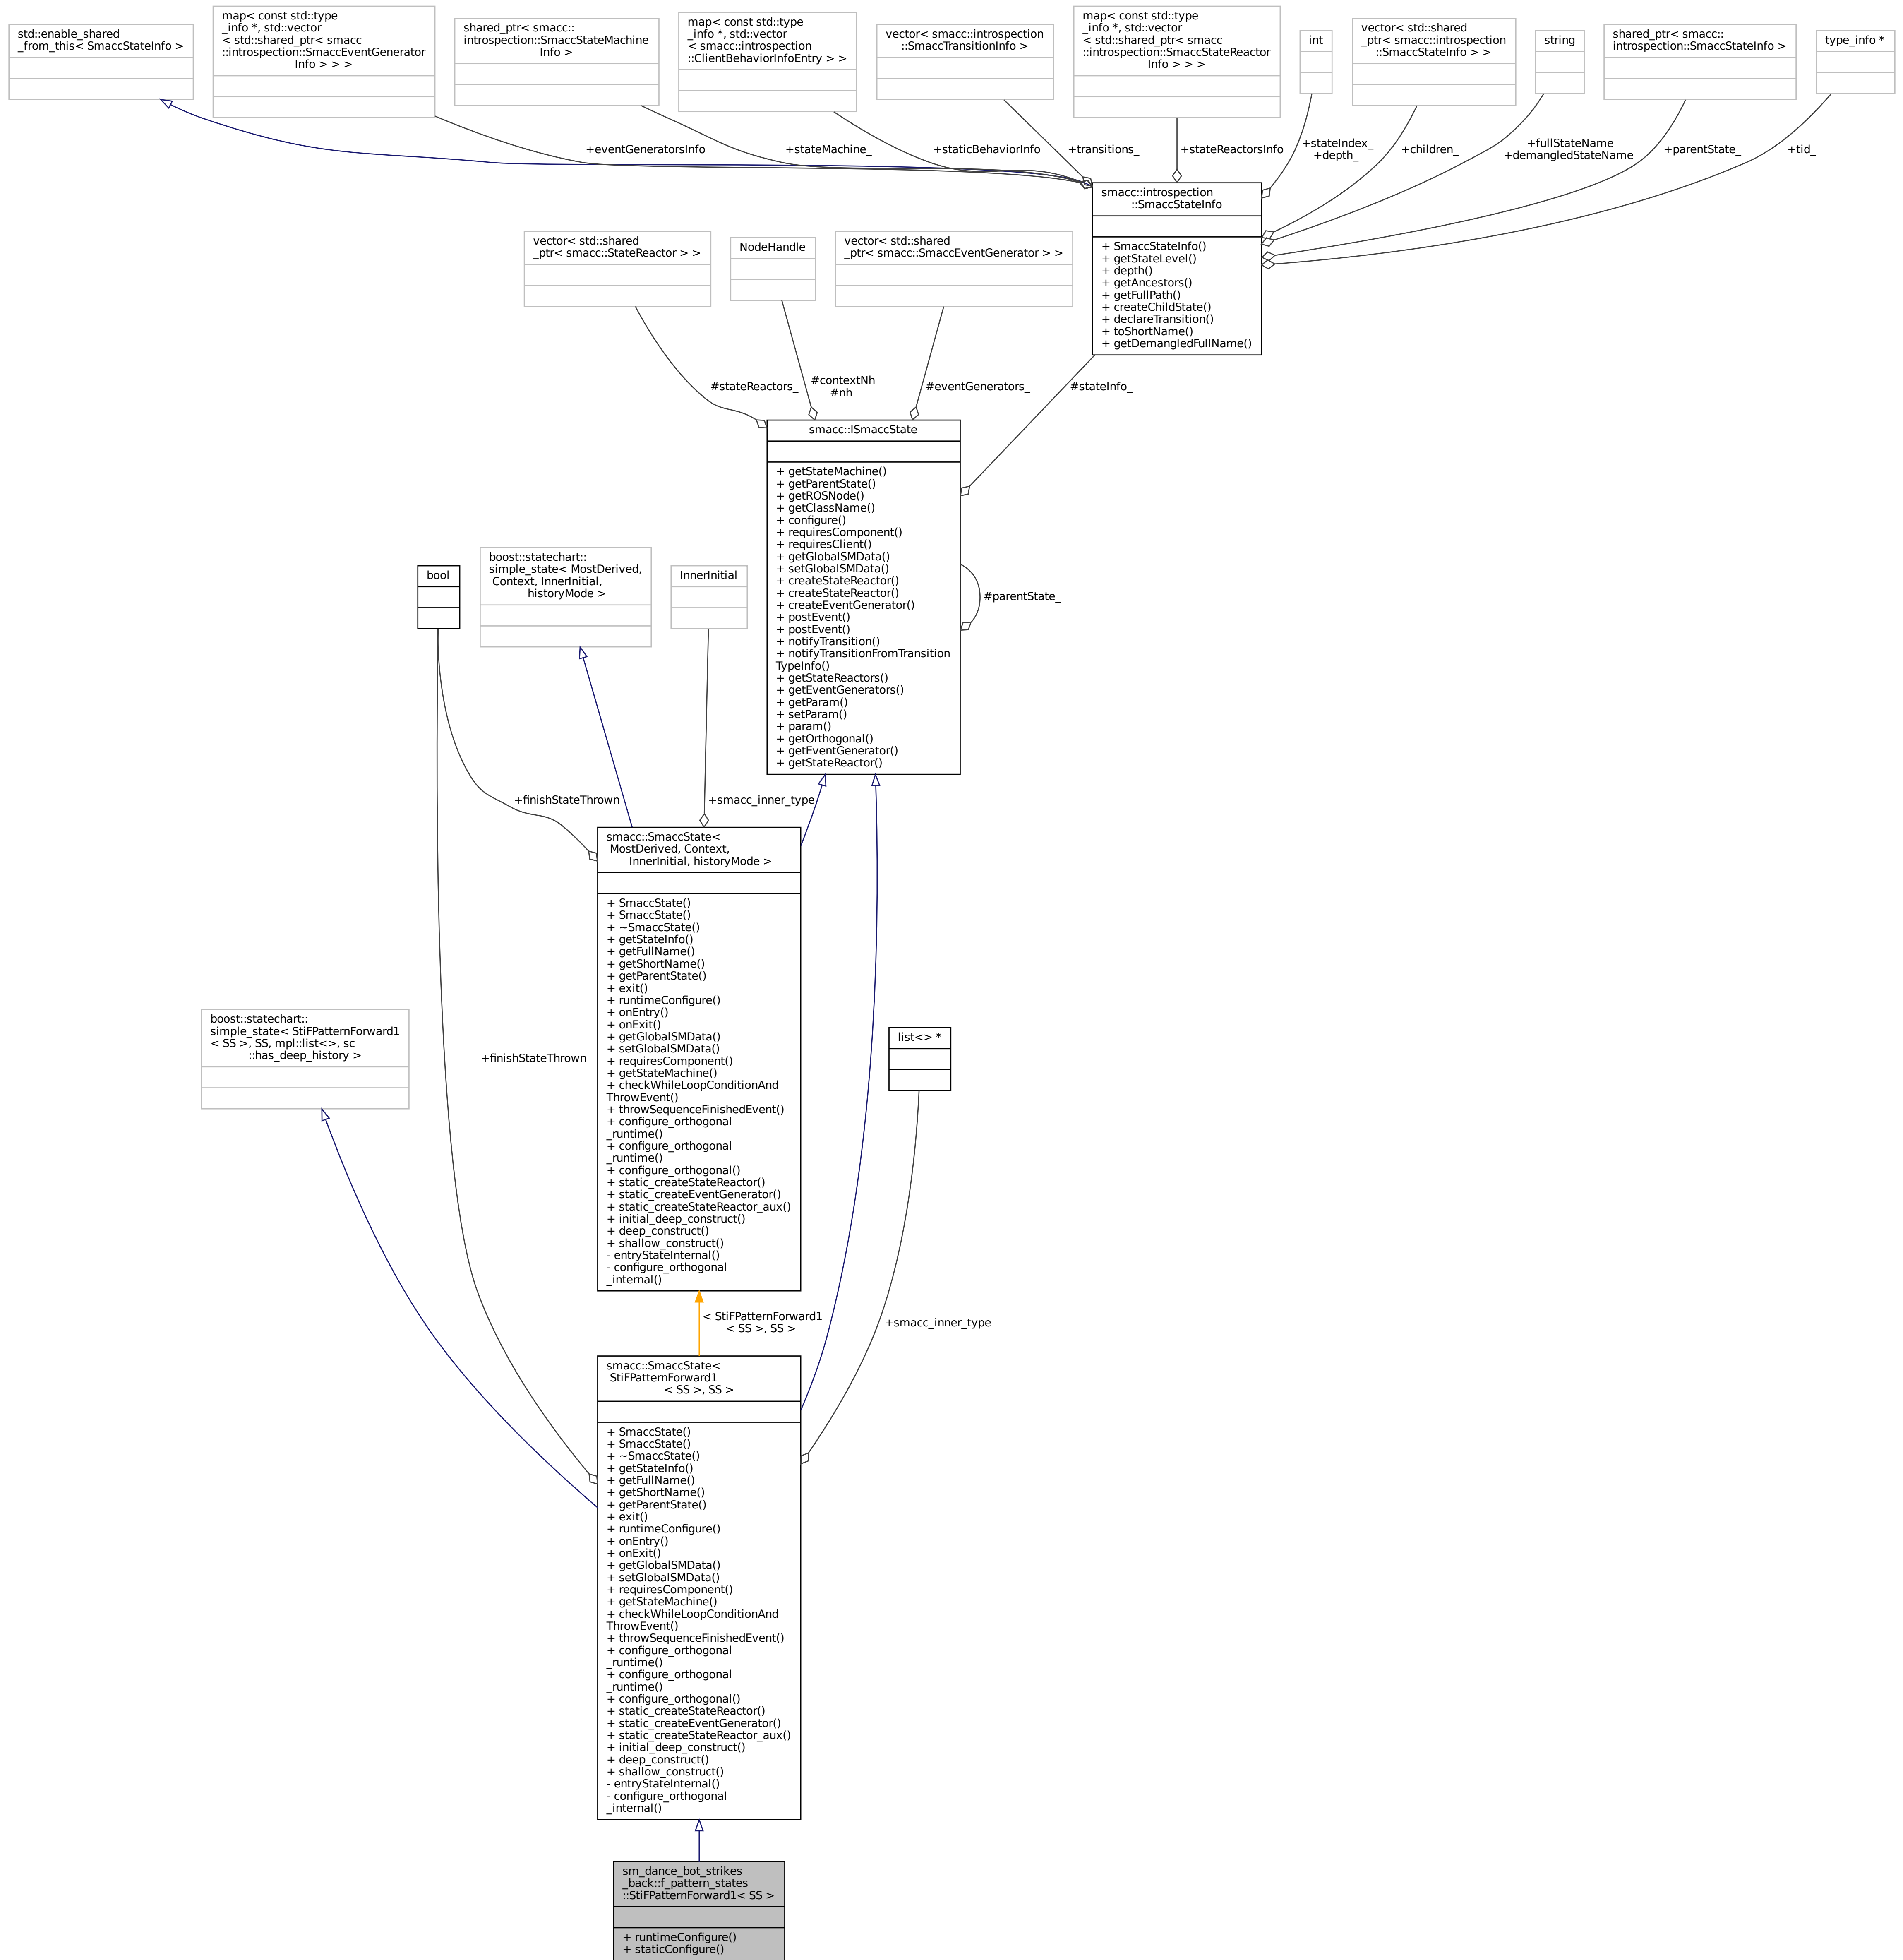 std::enable_shared
_from_this< SmaccStateInfo >
map< const std::type
_info *, std::vector
< std::shared_ptr< smacc
::introspection::SmaccEventGenerator
Info > > >
shared_ptr< smacc::
introspection::SmaccStateMachine
Info >
map< const std::type
_info *, std::vector
< smacc::introspection
::ClientBehaviorInfoEntry > >
vector< smacc::introspection
::SmaccTransitionInfo >
map< const std::type
_info *, std::vector
< std::shared_ptr< smacc
::introspection::SmaccStateReactor
Info > > >
int
vector< std::shared
_ptr< smacc::introspection
::SmaccStateInfo > >
string
shared_ptr< smacc::
introspection::SmaccStateInfo >
type_info *
+eventGeneratorsInfo
+stateMachine_
+staticBehaviorInfo
+transitions_
+stateReactorsInfo
+stateIndex_
+depth_
+children_
+fullStateName
+demangledStateName
+parentState_
+tid_
smacc::introspection
::SmaccStateInfo
+ SmaccStateInfo()
+ getStateLevel()
+ depth()
+ getAncestors()
+ getFullPath()
+ createChildState()
+ declareTransition()
+ toShortName()
+ getDemangledFullName()
vector< std::shared
_ptr< smacc::StateReactor > >
NodeHandle
vector< std::shared
_ptr< smacc::SmaccEventGenerator > >
#stateReactors_
#contextNh
#nh
#eventGenerators_
#stateInfo_
smacc::ISmaccState
+ getStateMachine()
+ getParentState()
+ getROSNode()
+ getClassName()
+ configure()
+ requiresComponent()
+ requiresClient()
+ getGlobalSMData()
+ setGlobalSMData()
+ createStateReactor()
+ createStateReactor()
+ createEventGenerator()
+ postEvent()
+ postEvent()
+ notifyTransition()
+ notifyTransitionFromTransition
TypeInfo()
+ getStateReactors()
+ getEventGenerators()
+ getParam()
+ setParam()
+ param()
+ getOrthogonal()
+ getEventGenerator()
+ getStateReactor()
#parentState_
bool
boost::statechart::
simple_state< MostDerived,
Context, InnerInitial,
historyMode >
InnerInitial
+finishStateThrown
+smacc_inner_type
smacc::SmaccState<
MostDerived, Context,
InnerInitial, historyMode >
+ SmaccState()
+ SmaccState()
+ ~SmaccState()
+ getStateInfo()
+ getFullName()
+ getShortName()
+ getParentState()
+ exit()
+ runtimeConfigure()
+ onEntry()
+ onExit()
+ getGlobalSMData()
+ setGlobalSMData()
+ requiresComponent()
+ getStateMachine()
+ checkWhileLoopConditionAnd
ThrowEvent()
+ throwSequenceFinishedEvent()
+ configure_orthogonal
_runtime()
+ configure_orthogonal
_runtime()
+ configure_orthogonal()
+ static_createStateReactor()
+ static_createEventGenerator()
+ static_createStateReactor_aux()
+ initial_deep_construct()
+ deep_construct()
+ shallow_construct()
- entryStateInternal()
- configure_orthogonal
_internal()
boost::statechart::
simple_state< StiFPatternForward1
< SS >, SS, mpl::list<>, sc
::has_deep_history >
+finishStateThrown
list<> *
< StiFPatternForward1
< SS >, SS >
+smacc_inner_type
smacc::SmaccState<
StiFPatternForward1
< SS >, SS >
+ SmaccState()
+ SmaccState()
+ ~SmaccState()
+ getStateInfo()
+ getFullName()
+ getShortName()
+ getParentState()
+ exit()
+ runtimeConfigure()
+ onEntry()
+ onExit()
+ getGlobalSMData()
+ setGlobalSMData()
+ requiresComponent()
+ getStateMachine()
+ checkWhileLoopConditionAnd
ThrowEvent()
+ throwSequenceFinishedEvent()
+ configure_orthogonal
_runtime()
+ configure_orthogonal
_runtime()
+ configure_orthogonal()
+ static_createStateReactor()
+ static_createEventGenerator()
+ static_createStateReactor_aux()
+ initial_deep_construct()
+ deep_construct()
+ shallow_construct()
- entryStateInternal()
- configure_orthogonal
_internal()
sm_dance_bot_strikes
_back::f_pattern_states
::StiFPatternForward1< SS >
+ runtimeConfigure()
+ staticConfigure()